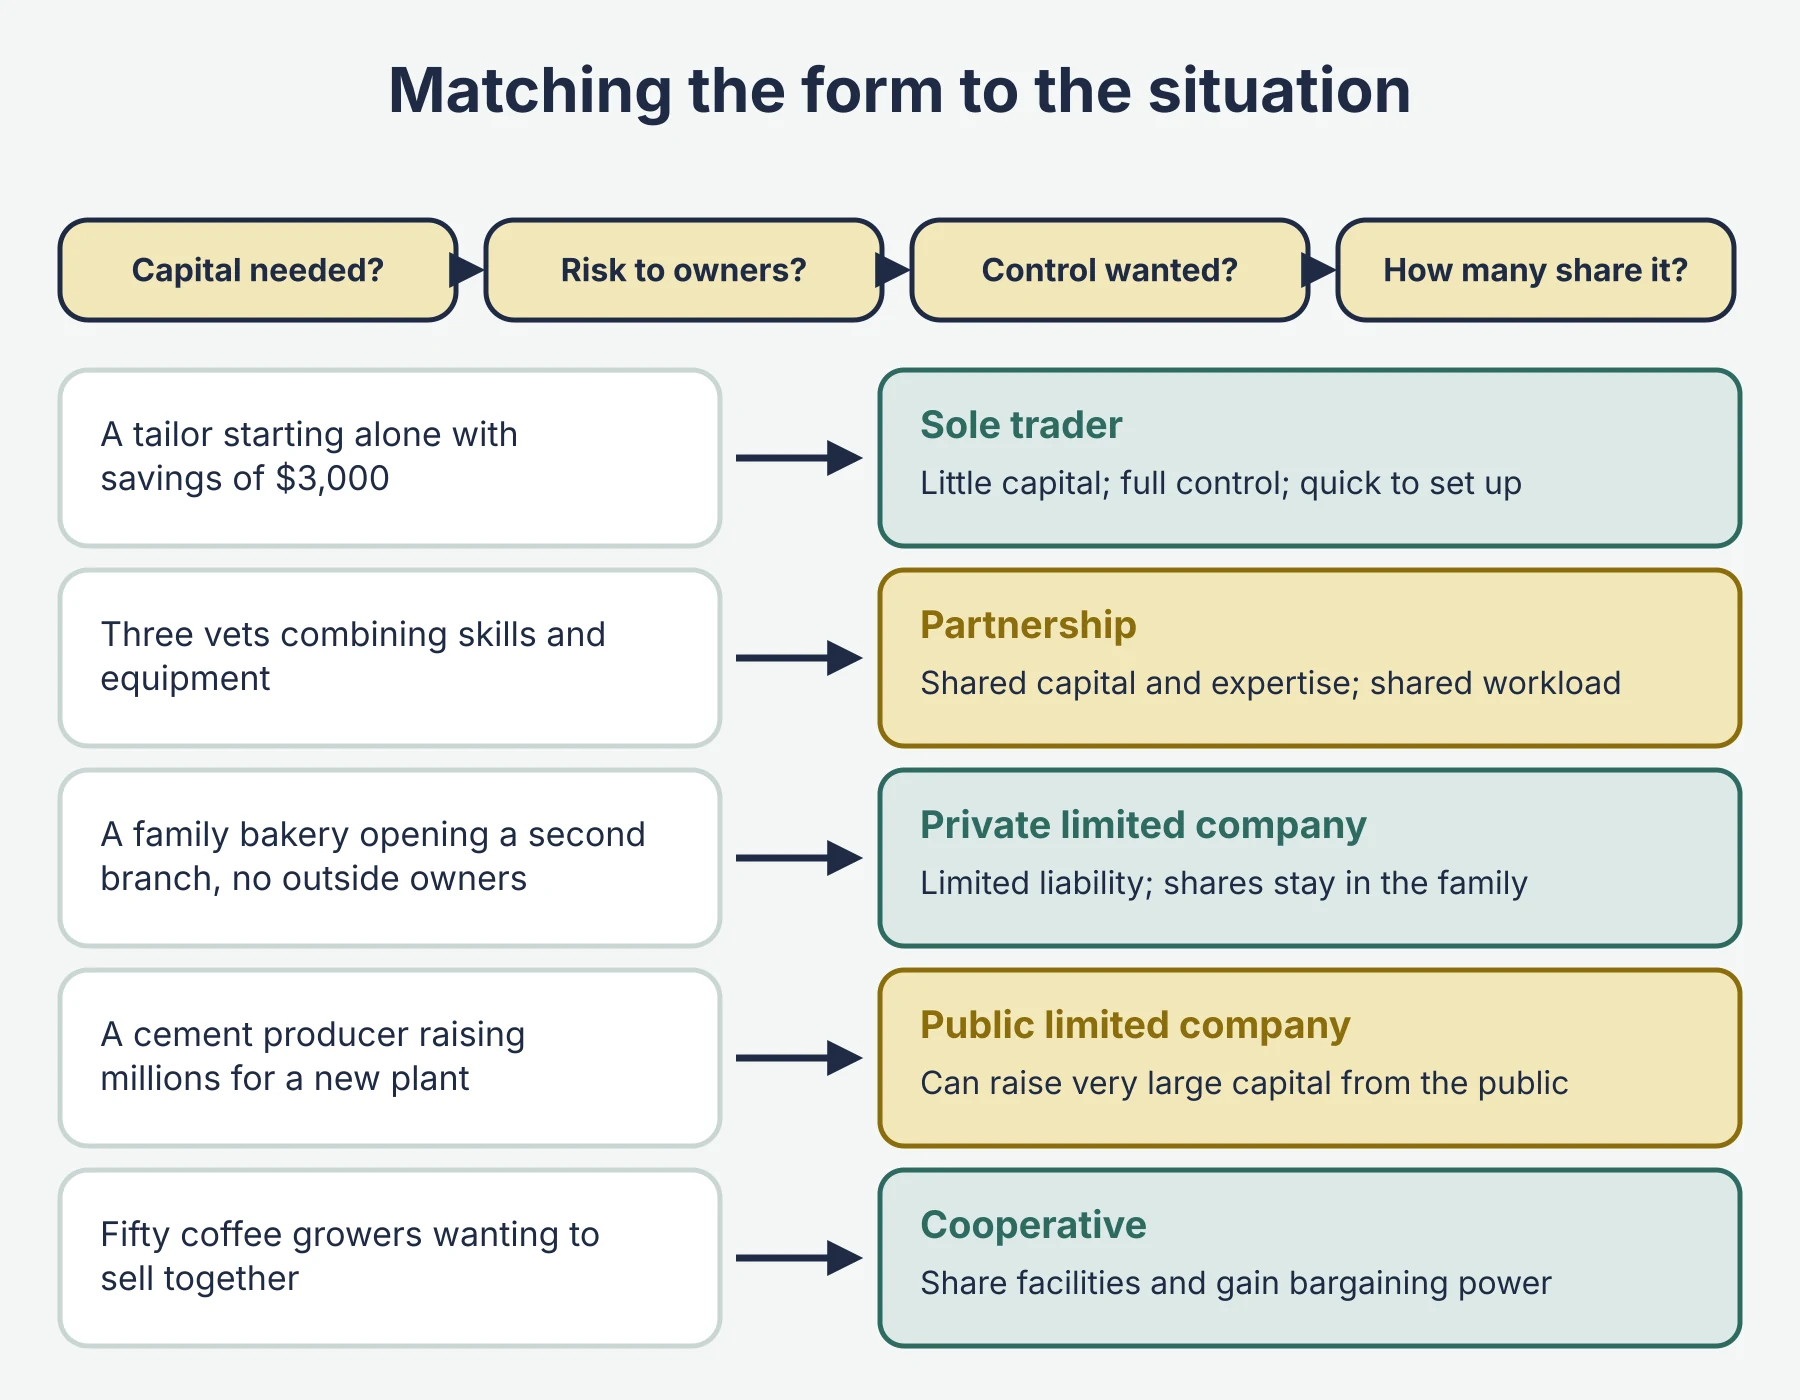 Matching the form to the situation
Capital needed?
Risk to owners?
Control wanted?
How many share it?
A tailor starting alone with
savings of $3,000
Sole trader
Little capital; full control; quick to set up
Three vets combining skills and
equipment
Partnership
Shared capital and expertise; shared workload
A family bakery opening a second
branch, no outside owners
Private limited company
Limited liability; shares stay in the family
A cement producer raising
millions for a new plant
Public limited company
Can raise very large capital from the public
Fifty coffee growers wanting to
sell together
Cooperative
Share facilities and gain bargaining power